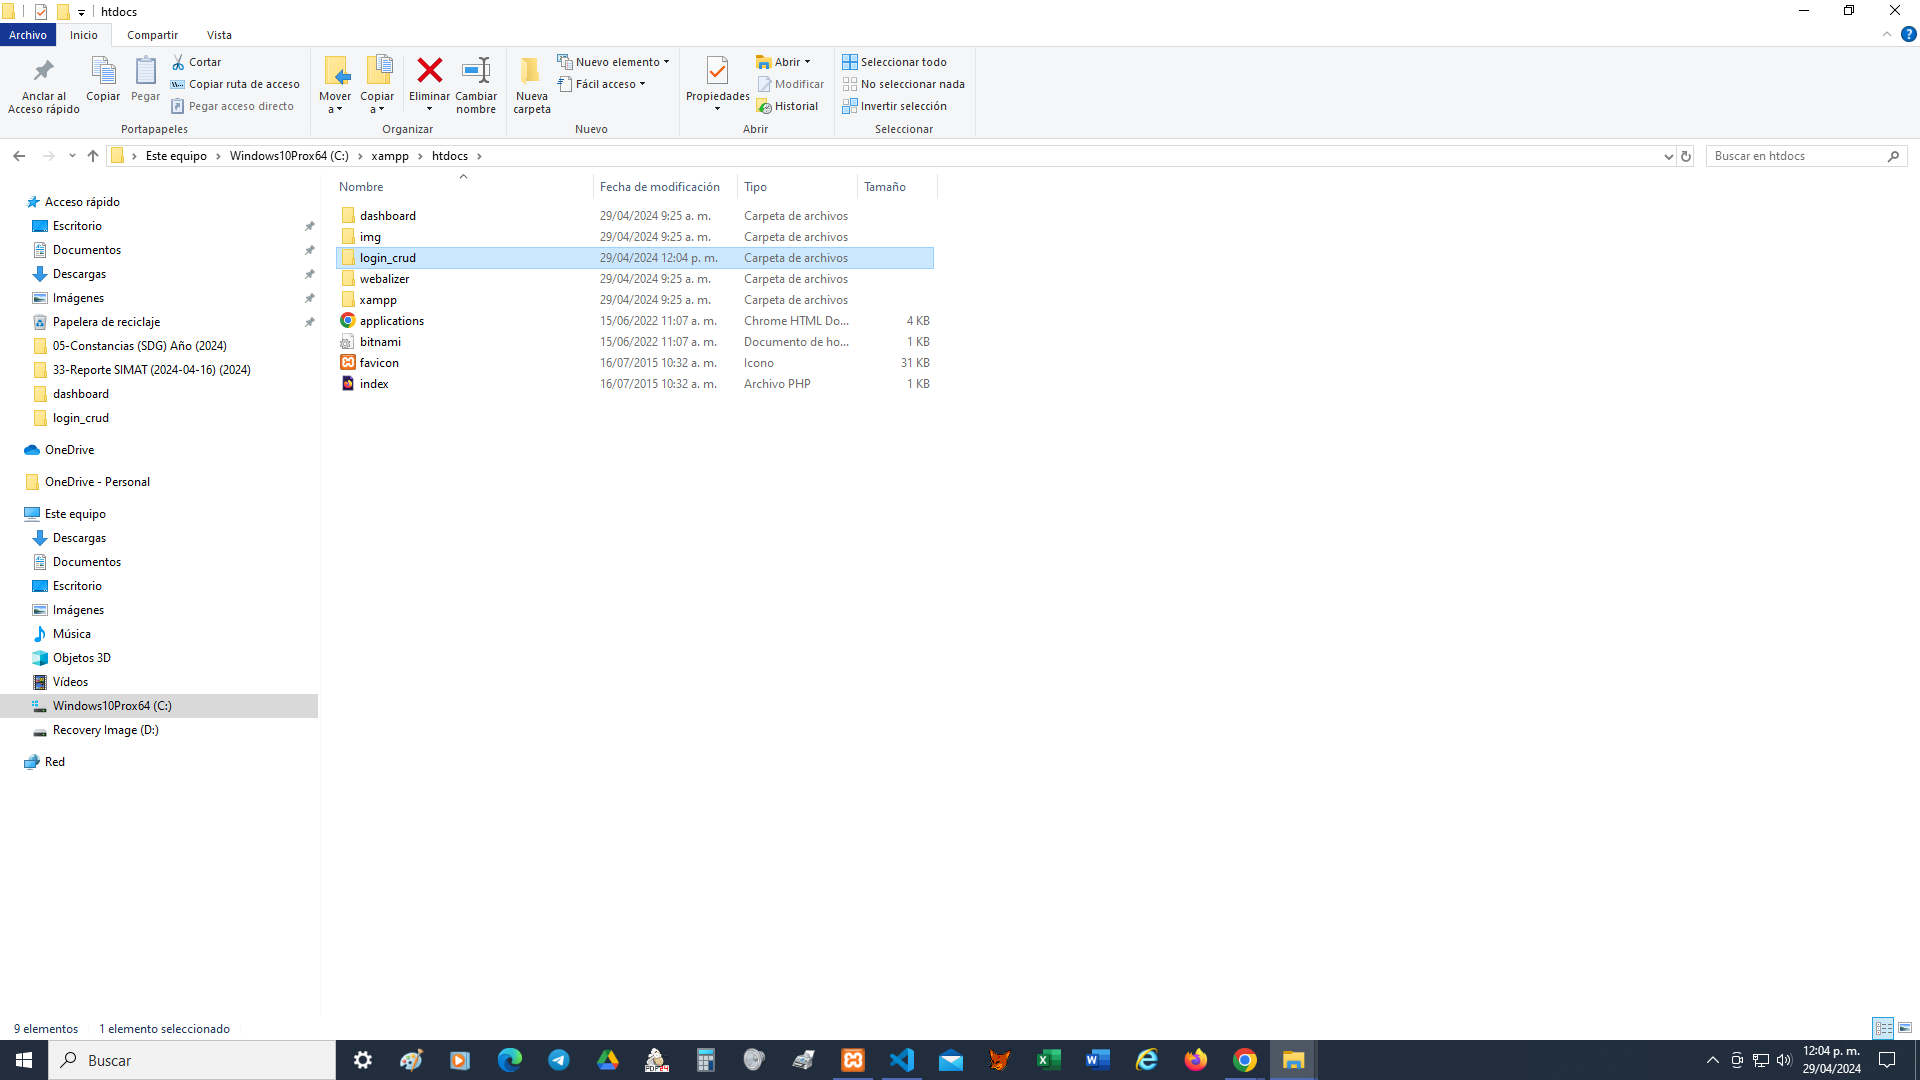 htdocs
Archivo Inicio Compartir Vista
Anclar al Acceso rápido
Copiar
Pegar
Cortar
Copiar ruta de acceso
Pegar acceso directo
Portapapeles
Mover a
Copiar a
Eliminar
Cambiar nombre
Organizar
Nueva carpeta
Nuevo elemento
Fácil acceso
Nuevo
Propiedades
Abrir
Modificar
Historial
Abrir
Seleccionar todo
No seleccionar nada
Invertir selección
Seleccionar
Este equipo Windows10Prox64 (C:) xampp htdocs
Buscar en htdocs
Acceso rápido
Escritorio
Documentos
Descargas
Imágenes
Papelera de reciclaje
05-Constancias (SDG) Año (2024)
33-Reporte SIMAT (2024-04-16) (2024)
dashboard
login_crud
OneDrive
OneDrive - Personal
Este equipo
Descargas
Documentos
Escritorio
Imágenes
Música
Objetos 3D
Vídeos
Windows10Prox64 (C:)
Recovery Image (D:)
Red
Nombre Fecha de modificación Tipo Tamaño
dashboard 29/04/2024 9:25 a. m. Carpeta de archivos
img 29/04/2024 9:25 a. m. Carpeta de archivos
login_crud 29/04/2024 12:04 p. m. Carpeta de archivos
webalizer 29/04/2024 9:25 a. m. Carpeta de archivos
xampp 29/04/2024 9:25 a. m. Carpeta de archivos
applications 15/06/2022 11:07 a. m. Chrome HTML Do... 4 KB
bitnami 15/06/2022 11:07 a. m. Documento de ho... 1 KB
favicon 16/07/2015 10:32 a. m. Icono 31 KB
index 16/07/2015 10:32 a. m. Archivo PHP 1 KB
9 elementos 1 elemento seleccionado
Buscar
12:04 p. m.
29/04/2024